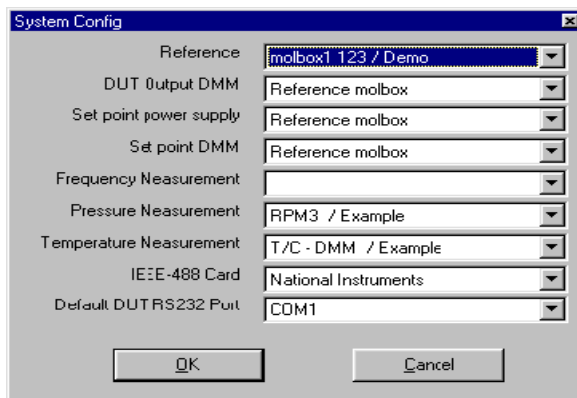 System Config
Reference molbox1 123 / Demo
DUT Output DMM Reference molbox
Set point power supply Reference molbox
Set point DMM Reference molbox
Frequency Neasurement
Pressure Neasurement RPM3 / Example
Temperature Neasurement T/C - DMM / Example
IEEE-488 Card National Instruments
Default DUT RS232 Port COM1
OK Cancel